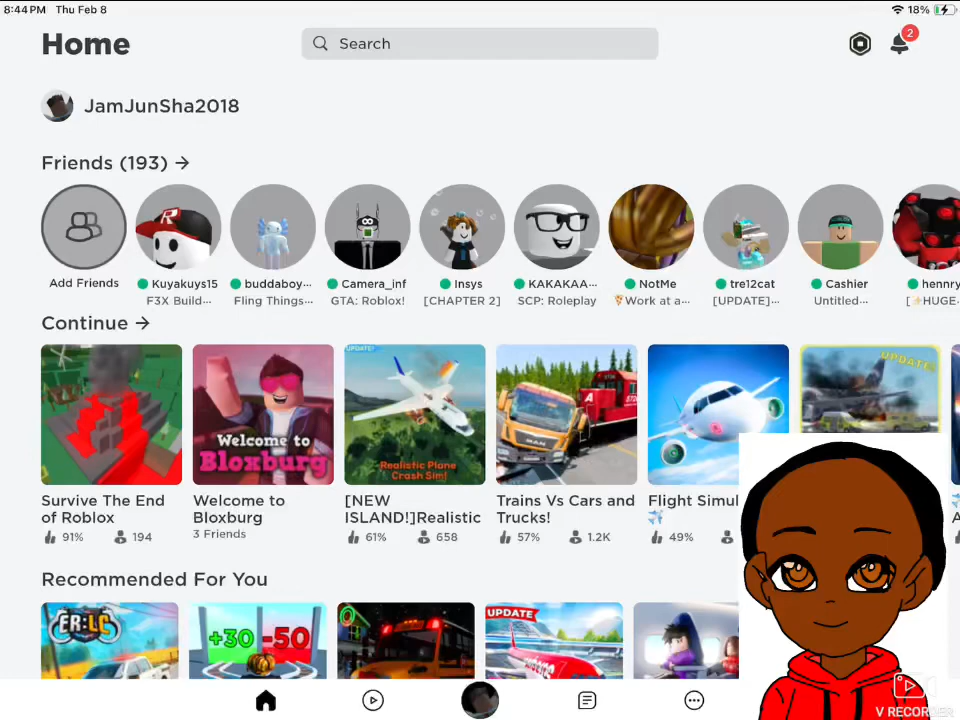 8:44 PM Thu Feb 8
18%
Home
Search
2
JamJunSha2018
Friends (193) →
Add Friends
Kuyakuys15
buddaboy...
Camera_inf
Insys
KAKAKAA...
NotMe
tre12cat
Cashier
hennry
F3X Build...
Fling Things...
GTA: Roblox!
[CHAPTER 2]
SCP: Roleplay
🍕Work at a...
[UPDATE]...
Untitled...
[✨HUGE
Continue →
UPDATE!
Realistic Plane
Crash Sim!
Welcome to
Bloxburg
MAN
A
UPDATE!
Survive The End
of Roblox
91%
194
Welcome to
Bloxburg
3 Friends
[NEW
ISLAND!]Realistic
61%
658
Trains Vs Cars and
Trucks!
57%
1.2K
Flight Simul
✈️
49%
Recommended For You
ER:LC
+30 -50
UPDATE
V RECORDER